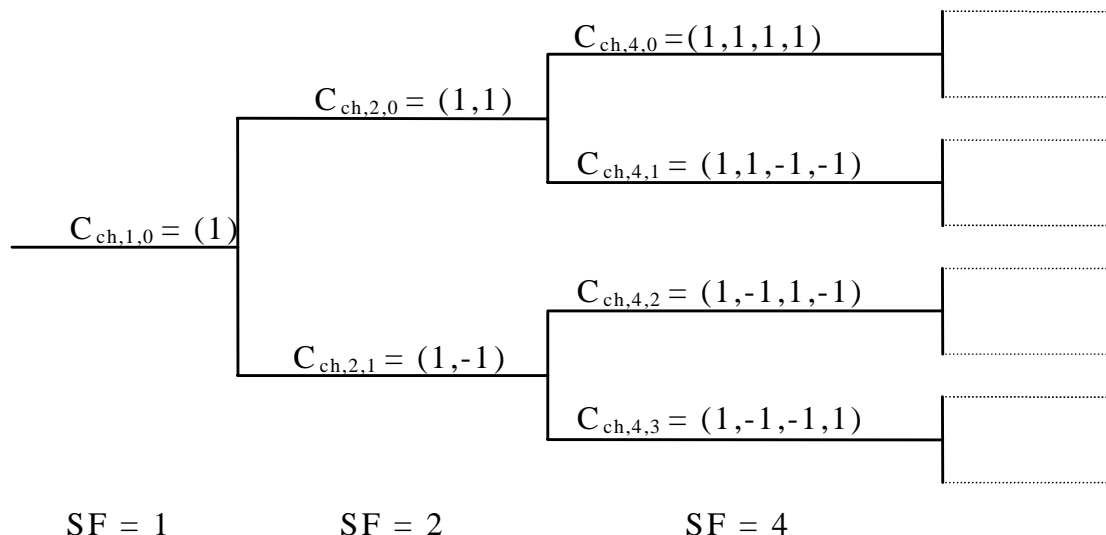 C ch,4,0 =(1,1,1,1)
C ch,2,0 = (1,1)
C ch,4,1 = (1,1,-1,-1)
C ch,1,0 = (1)
C ch,4,2 = (1,-1,1,-1)
C ch,2,1 = (1,-1)
C ch,4,3 = (1,-1,-1,1)
SF = 1 SF = 2 SF = 4